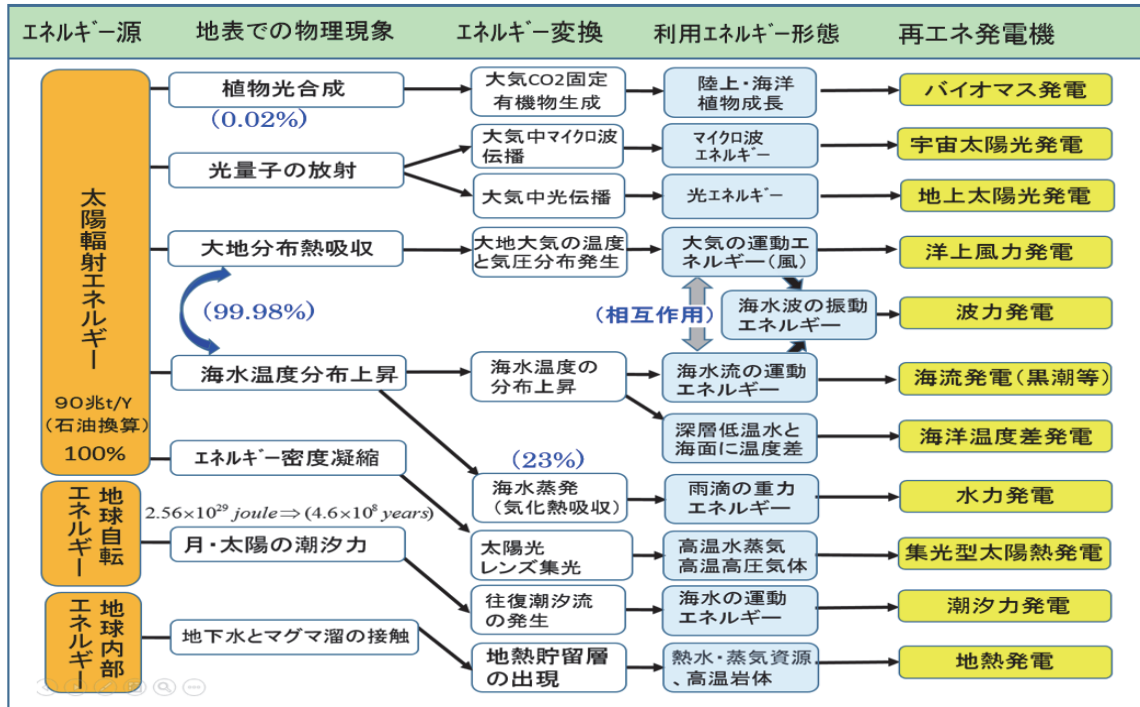 エネルギー源
地表での物理現象
エネルギー変換
利用エネルギー形態
再エネ発電機
太陽輻射エネルギー
90兆t/Y
(石油換算)
100%
植物光合成
(0.02%)
大気CO2固定
有機物生成
陸上・海洋
植物成長
バイオマス発電
光量子の放射
大気中マイクロ波
伝播
マイクロ波
エネルギー
宇宙太陽光発電
大気中光伝播
光エネルギー
地上太陽光発電
大地分布熱吸収
大地大気の温度
と気圧分布発生
大気の運動エ
ネルギー(風)
洋上風力発電
(99.98%)
(相互作用)
海水波の振動
エネルギー
波力発電
海水温度分布上昇
海水温度の
分布上昇
海水流の運動
エネルギー
海流発電(黒潮等)
深層低温水と
海面に温度差
海洋温度差発電
エネルギー密度凝縮
(23%)
海水蒸発
(気化熱吸収)
雨滴の重力
エネルギー
水力発電
地球自転
エネルギー
2.56×10²⁹ joule⇒(4.6×10⁸ years)
月・太陽の潮汐力
太陽光
レンズ集光
高温水蒸気
高温高圧気体
集光型太陽熱発電
往復潮汐流
の発生
海水の運動
エネルギー
潮汐力発電
地球内部
エネルギー
地下水とマグマ溜の接触
地熱貯留層
の出現
熱水・蒸気資源
、高温岩体
地熱発電